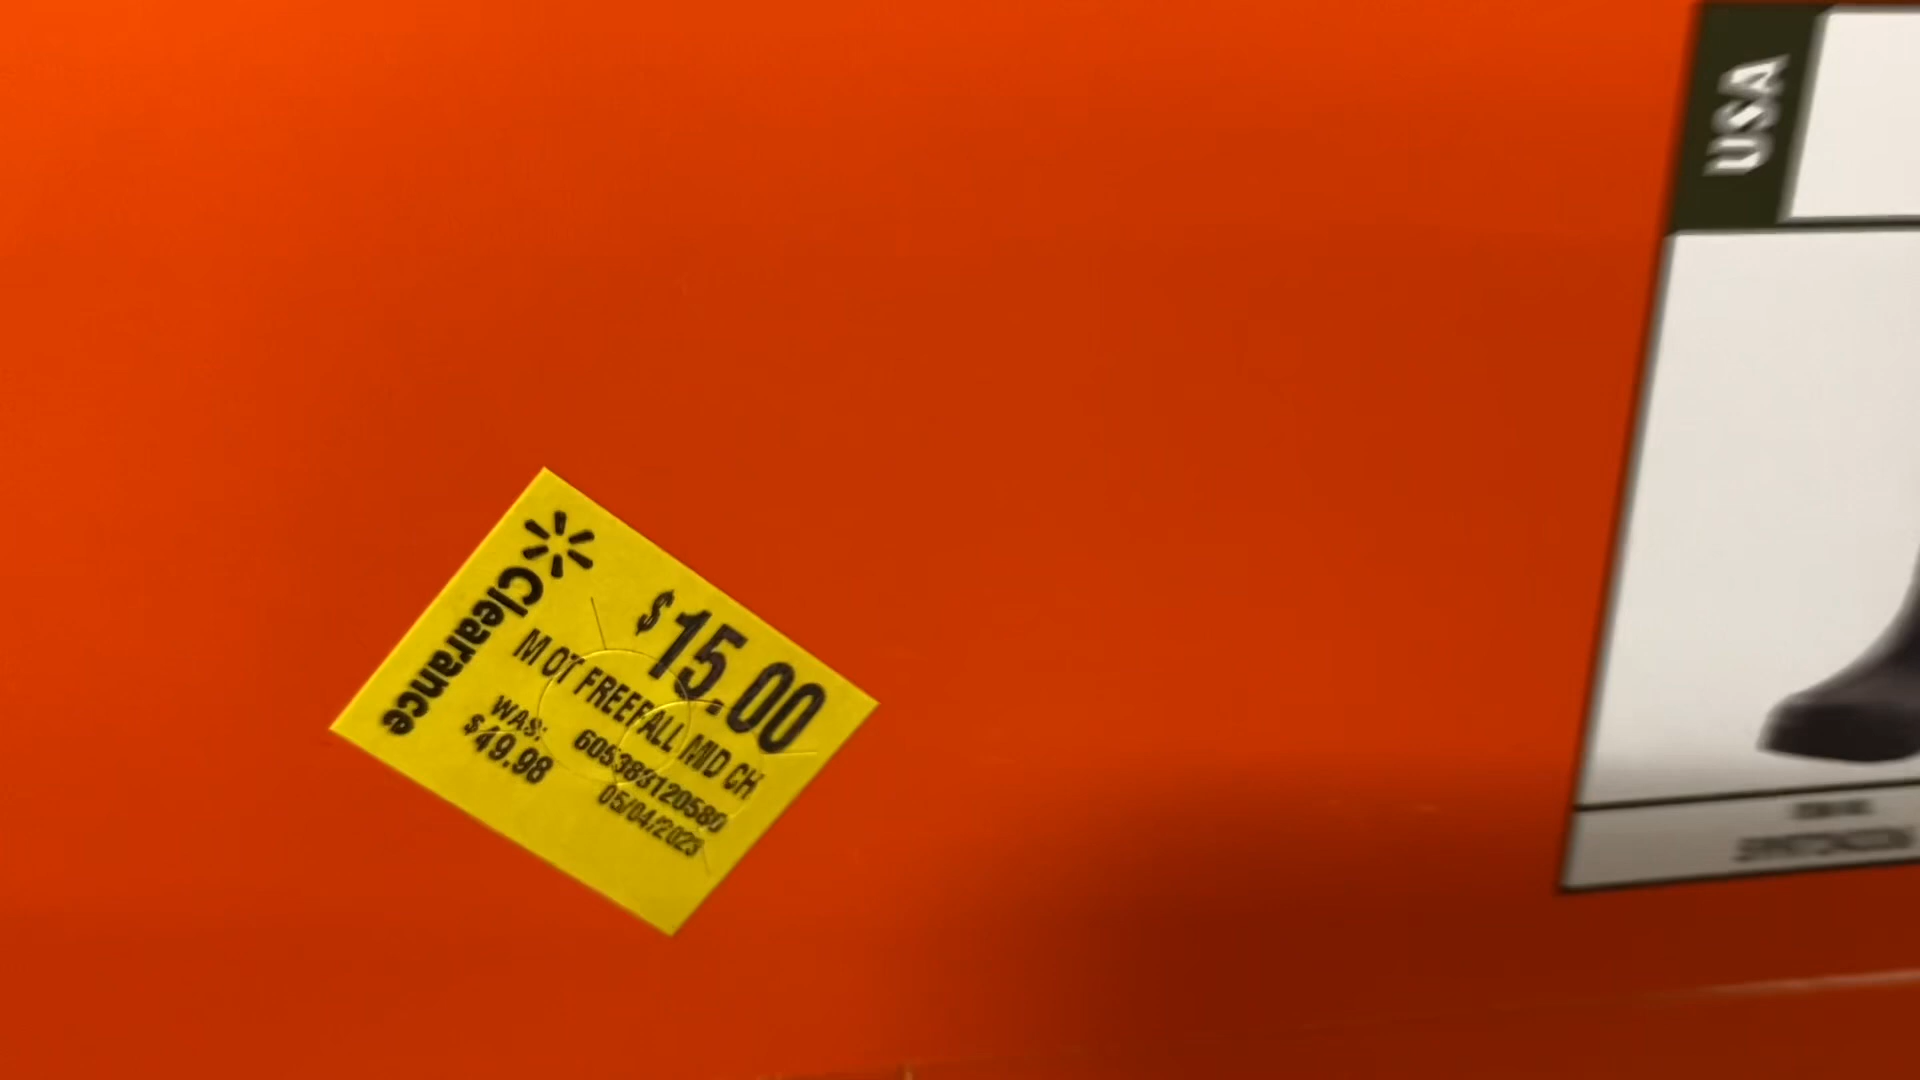 Clearance
$15.00
M OT FREEFALL MID CH
WAS:
$49.98
605383120580
05/04/2023
USA